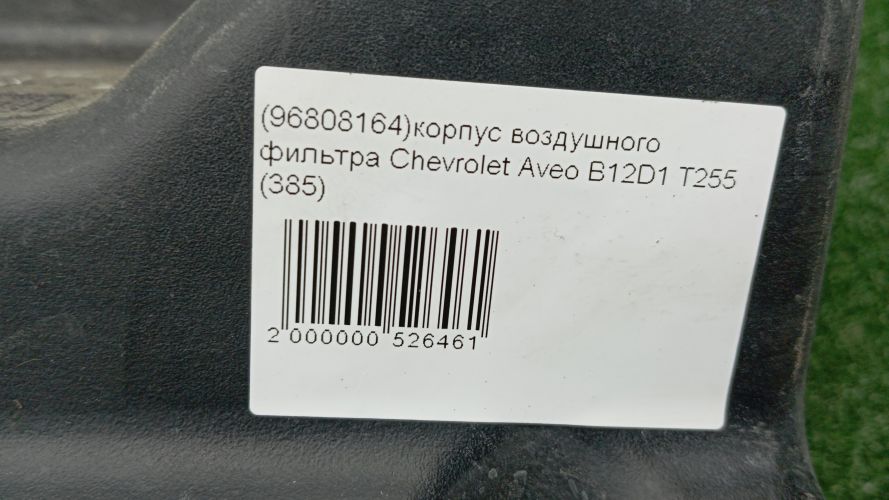 (96808164)корпус воздушного
фильтра Chevrolet Aveo B12D1 T255
(385)
2 000000 526461